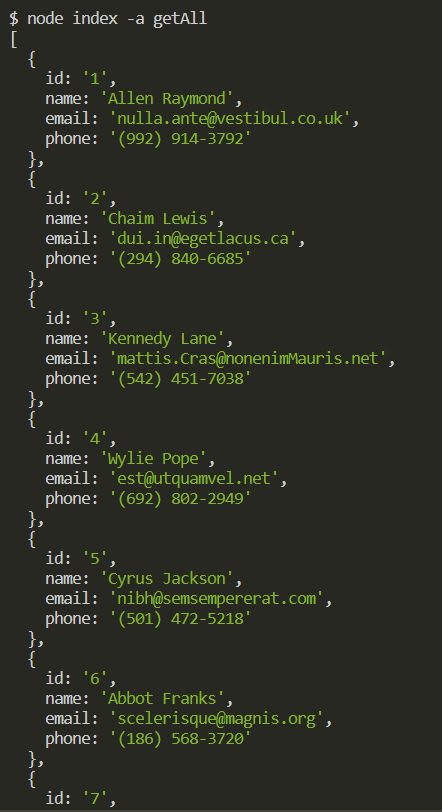 $ node index -a getAll
[
  {
    id: '1',
    name: 'Allen Raymond',
    email: 'nulla.ante@vestibul.co.uk',
    phone: '(992) 914-3792'
  },
  {
    id: '2',
    name: 'Chaim Lewis',
    email: 'dui.in@egetlacus.ca',
    phone: '(294) 840-6685'
  },
  {
    id: '3',
    name: 'Kennedy Lane',
    email: 'mattis.Cras@nonenimMauris.net',
    phone: '(542) 451-7038'
  },
  {
    id: '4',
    name: 'Wylie Pope',
    email: 'est@utquamvel.net',
    phone: '(692) 802-2949'
  },
  {
    id: '5',
    name: 'Cyrus Jackson',
    email: 'nibh@semsempererat.com',
    phone: '(501) 472-5218'
  },
  {
    id: '6',
    name: 'Abbot Franks',
    email: 'scelerisque@magnis.org',
    phone: '(186) 568-3720'
  },
  {
    id: '7',